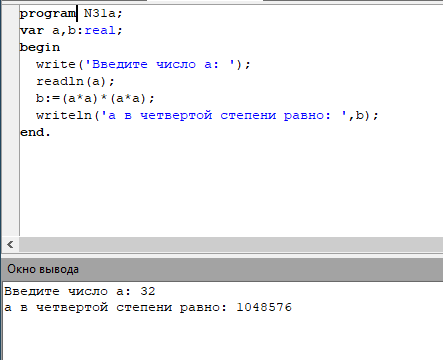 program N31a;
var a,b:real;
begin
write('Введите число a: ');
readln(a);
b:=(a*a)*(a*a);
writeln('a в четвертой степени равно: ',b);
end.
Окно вывода
Введите число a: 32
a в четвертой степени равно: 1048576